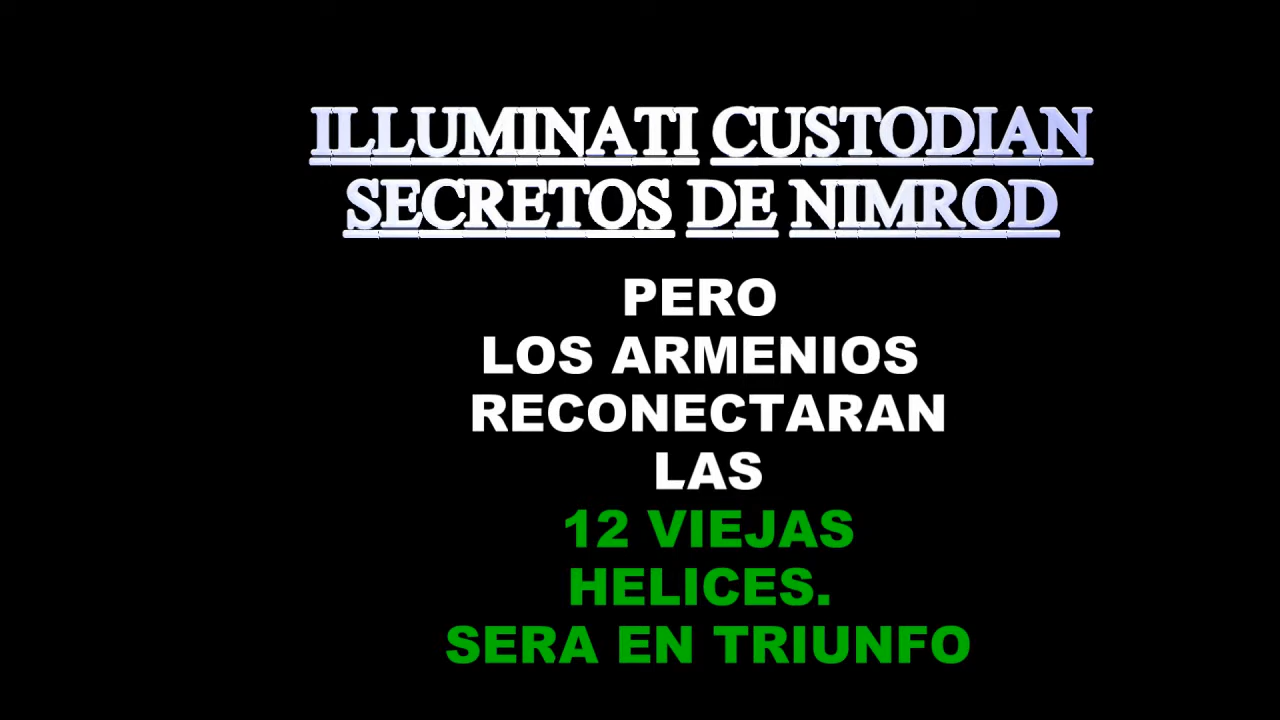 ILLUMINATI CUSTODIAN
SECRETOS DE NIMROD
PERO
LOS ARMENIOS
RECONECTARAN
LAS
12 VIEJAS
HELICES.
SERA EN TRIUNFO